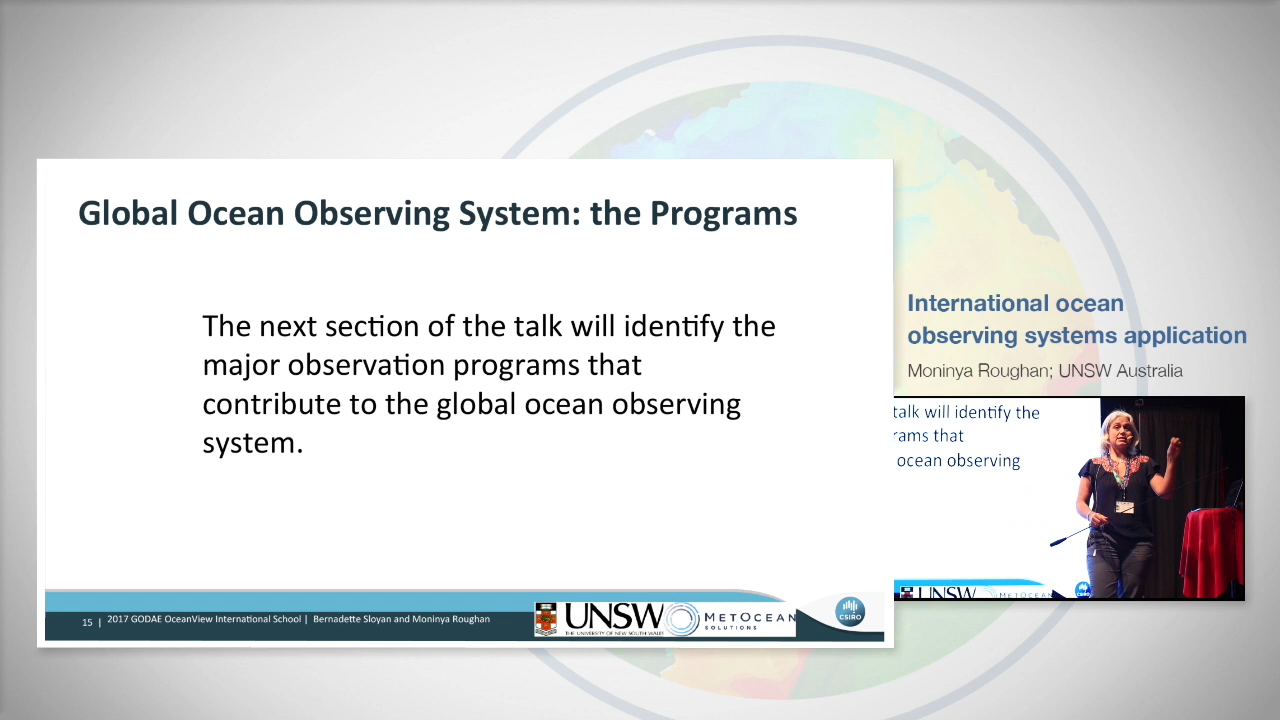 Global Ocean Observing System: the Programs
The next section of the talk will identify the
major observation programs that
contribute to the global ocean observing
system.
15 | 2017 GODAE OceanView International School | Bernadette Sloyan and Moninya Roughan
UNSW
THE UNIVERSITY OF NEW SOUTH WALES
METOCEAN
SOLUTIONS
CSIRO
International ocean
observing systems application
Moninya Roughan; UNSW Australia
talk will identify the
rams that
ocean observing
UNSW
METOCEAN
CSIRO